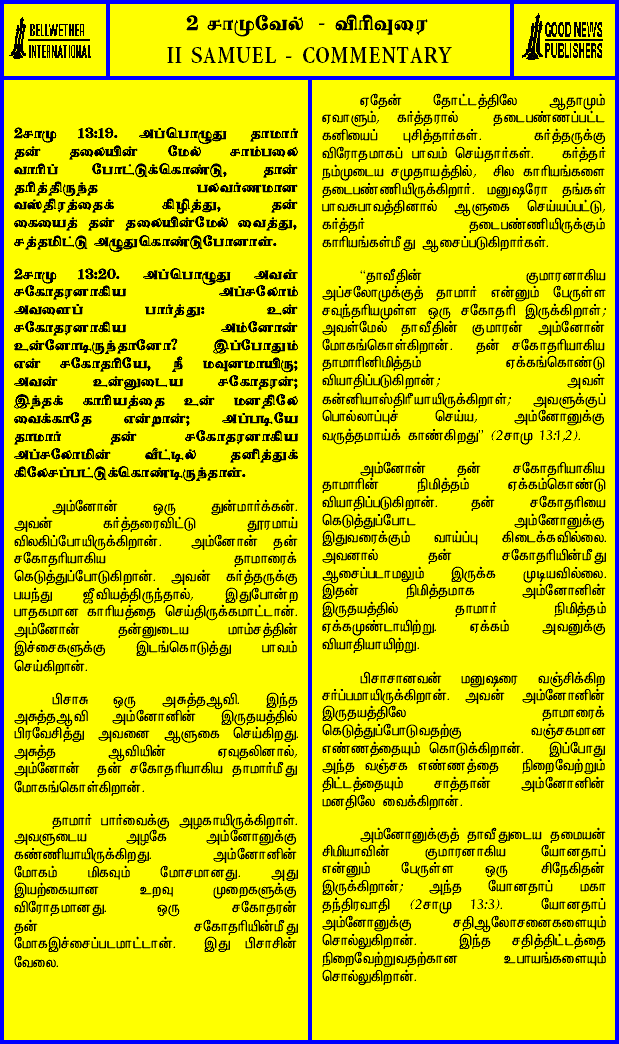 BELLWETHER
INTERNATIONAL
2 சாமுவேல் - விரிவுரை
II SAMUEL - COMMENTARY
GOOD NEWS
PUBLISHERS
2சாமு 13:19. அப்பொழுது தாமார்
தன் தலையின் மேல் சாம்பலை
வாரிப் போட்டுக்கொண்டு, தான்
தரித்திருந்த பலவர்ணமான
வஸ்திரத்தைக் கிழித்து, தன்
கையைத் தன் தலையின்மேல் வைத்து,
சத்தமிட்டு அழுதுகொண்டுபோனாள்.
2சாமு 13:20. அப்பொழுது அவள்
சகோதரனாகிய அப்சலோம்
அவளைப் பார்த்து: உன்
சகோதரனாகிய அம்னோன்
உன்னோடிருந்தானோ? இப்போதும்
என் சகோதரியே, நீ மவுனமாயிரு;
அவன் உன்னுடைய சகோதரன்;
இந்தக் காரியத்தை உன் மனதிலே
வைக்காதே என்றான்; அப்படியே
தாமார் தன் சகோதரனாகிய
அப்சலோமின் வீட்டில் தனித்துக்
கிலேசப்பட்டுக்கொண்டிருந்தாள்.
அம்னோன் ஒரு துன்மார்க்கன்.
அவன் கர்த்தரைவிட்டு தூரமாய்
விலகிப்போயிருக்கிறான். அம்னோன் தன்
சகோதரியாகிய தாமாரைக்
கெடுத்துப்போடுகிறான். அவன் கர்த்தருக்கு
பயந்து ஜீவியத்திருந்தால், இதுபோன்ற
பாதகமான காரியத்தை செய்திருக்கமாட்டான்.
அம்னோன் தன்னுடைய மாம்சத்தின்
இச்சைகளுக்கு இடங்கொடுத்து பாவம்
செய்கிறான்.
பிசாசு ஒரு அசுத்தஆவி. இந்த
அசுத்தஆவி அம்னோனின் இருதயத்தில்
பிரவேசித்து அவனை ஆளுகை செய்கிறது.
அசுத்த ஆவியின் ஏவுதலினால்,
அம்னோன் தன் சகோதரியாகிய தாமார்மீது
மோகங்கொள்கிறான்.
தாமார் பார்வைக்கு அழகாயிருக்கிறாள்.
அவளுடைய அழகே அம்னோனுக்கு
கண்ணியாயிருக்கிறது. அம்னோனின்
மோகம் மிகவும் மோசமானது. அது
இயற்கையான உறவு முறைகளுக்கு
விரோதமானது. ஒரு சகோதரன்
தன் சகோதரியின்மீது
மோகஇச்சைப்படமாட்டான். இது பிசாசின்
வேலை.
ஏதேன் தோட்டத்திலே ஆதாமும்
ஏவாளும், கர்த்தரால் தடைபண்ணப்பட்ட
கனியைப் புசித்தார்கள். கர்த்தருக்கு
விரோதமாகப் பாவம் செய்தார்கள். கர்த்தர்
நம்முடைய சமுதாயத்தில், சில காரியங்களை
தடைபண்ணியிருக்கிறார். மனுஷரோ தங்கள்
பாவசுபாவத்தினால் ஆளுகை செய்யப்பட்டு,
கர்த்தர் தடைபண்ணியிருக்கும்
காரியங்கள்மீது ஆசைப்படுகிறார்கள்.
"தாவீதின் குமாரனாகிய
அப்சலோமுக்குத் தாமார் என்னும் பேருள்ள
சவுந்தரியமுள்ள ஒரு சகோதரி இருக்கிறாள்;
அவள்மேல் தாவீதின் குமாரன் அம்னோன்
மோகங்கொள்கிறான். தன் சகோதரியாகிய
தாமாரினிமித்தம் ஏக்கங்கொண்டு
வியாதிப்படுகிறான்; அவள்
கன்னியாஸ்திரீயாயிருக்கிறாள்; அவளுக்குப்
பொல்லாப்புச் செய்ய, அம்னோனுக்கு
வருத்தமாய்க் காண்கிறது" (2சாமு 13:1,2).
அம்னோன் தன் சகோதரியாகிய
தாமாரின் நிமித்தம் ஏக்கம்கொண்டு
வியாதிப்படுகிறான். தன் சகோதரியை
கெடுத்துப்போட அம்னோனுக்கு
இதுவரைக்கும் வாய்ப்பு கிடைக்கவில்லை.
அவனால் தன் சகோதரியின்மீது
ஆசைப்படாமலும் இருக்க முடியவில்லை.
இதன் நிமித்தமாக அம்னோனின்
இருதயத்தில் தாமார் நிமித்தம்
ஏக்கமுண்டாயிற்று. ஏக்கம் அவனுக்கு
வியாதியாயிற்று.
பிசாசானவன் மனுஷரை வஞ்சிக்கிற
சர்ப்பமாயிருக்கிறான். அவன் அம்னோனின்
இருதயத்திலே தாமாரைக்
கெடுத்துப்போடுவதற்கு வஞ்சகமான
எண்ணத்தையும் கொடுக்கிறான். இப்போது
அந்த வஞ்சக எண்ணத்தை நிறைவேற்றும்
திட்டத்தையும் சாத்தான் அம்னோனின்
மனதிலே வைக்கிறான்.
அம்னோனுக்குத் தாவீதுடைய தமையன்
சிமியாவின் குமாரனாகிய யோனதாப்
என்னும் பேருள்ள ஒரு சிநேகிதன்
இருக்கிறான்; அந்த யோனதாப் மகா
தந்திரவாதி (2சாமு 13:3). யோனதாப்
அம்னோனுக்கு சதிஆலோசனைகளையும்
சொல்லுகிறான். இந்த சதித்திட்டத்தை
நிறைவேற்றுவதற்கான உபாயங்களையும்
சொல்லுகிறான்.